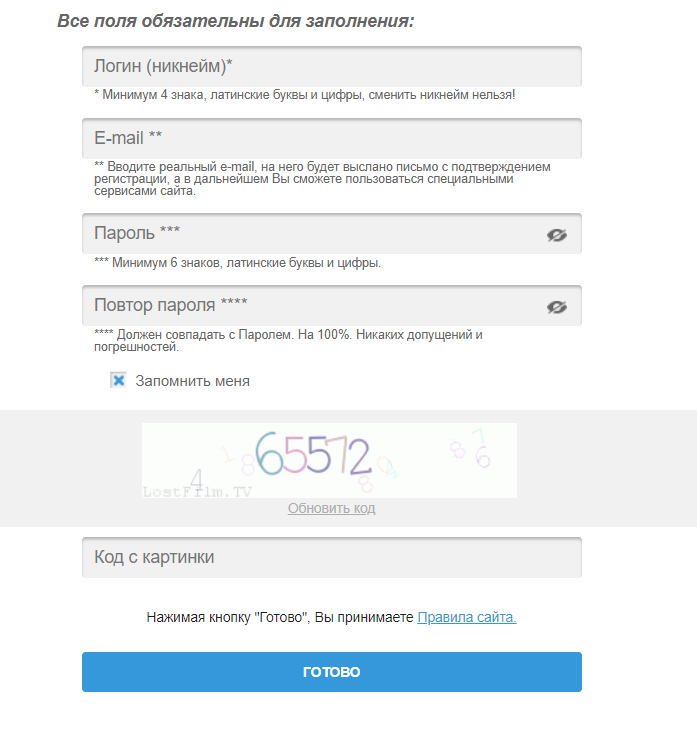 Все поля обязательны для заполнения:
Логин (никнейм)*
* Минимум 4 знака, латинские буквы и цифры, сменить никнейм нельзя!
E-mail **
** Вводите реальный e-mail, на него будет выслано письмо с подтверждением
регистрации, а в дальнейшем Вы сможете пользоваться специальными
сервисами сайта.
Пароль ***
*** Минимум 6 знаков, латинские буквы и цифры.
Повтор пароля ****
**** Должен совпадать с Паролем. На 100%. Никаких допущений и
погрешностей.
Запомнить меня
65572
LostFilm.TV
Обновить код
Код с картинки
Нажимая кнопку "Готово", Вы принимаете Правила сайта.
ГОТОВО